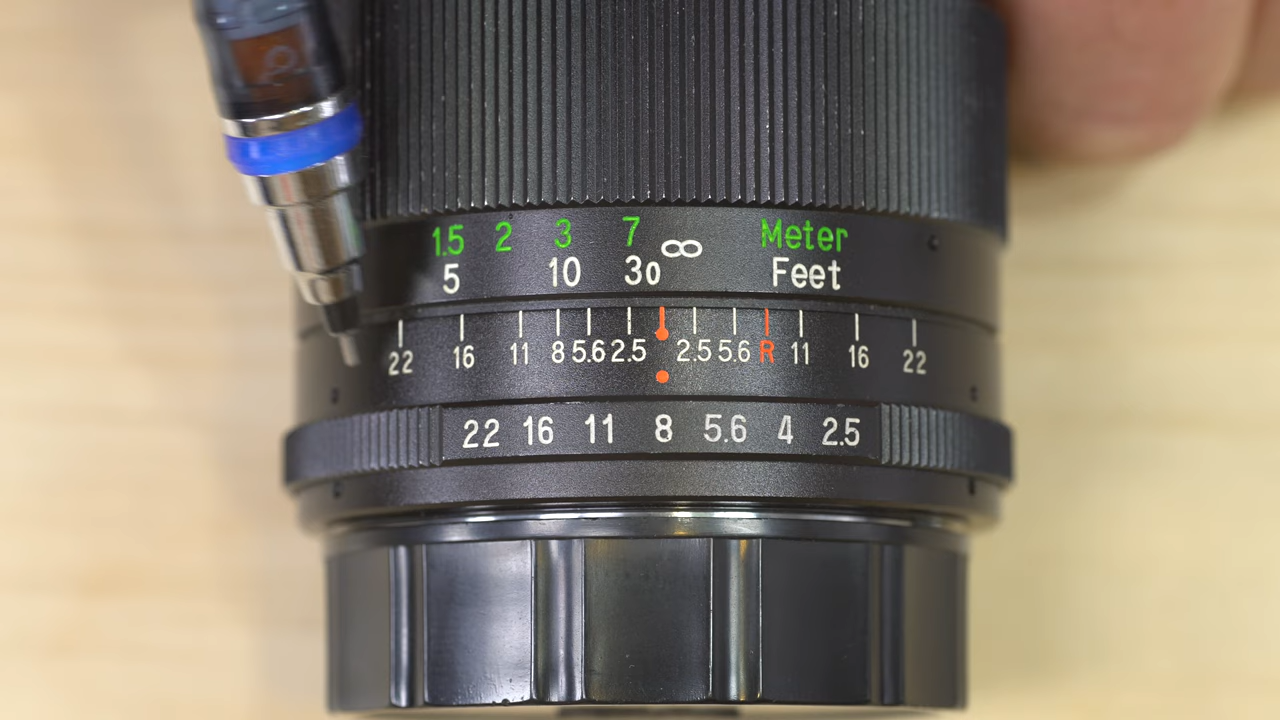 1.5 2 3 7 ∞ Meter
5 10 30 Feet
22 16 11 8 5.6 2.5 2.5 5.6 R 11 16 22
22 16 11 8 5.6 4 2.5